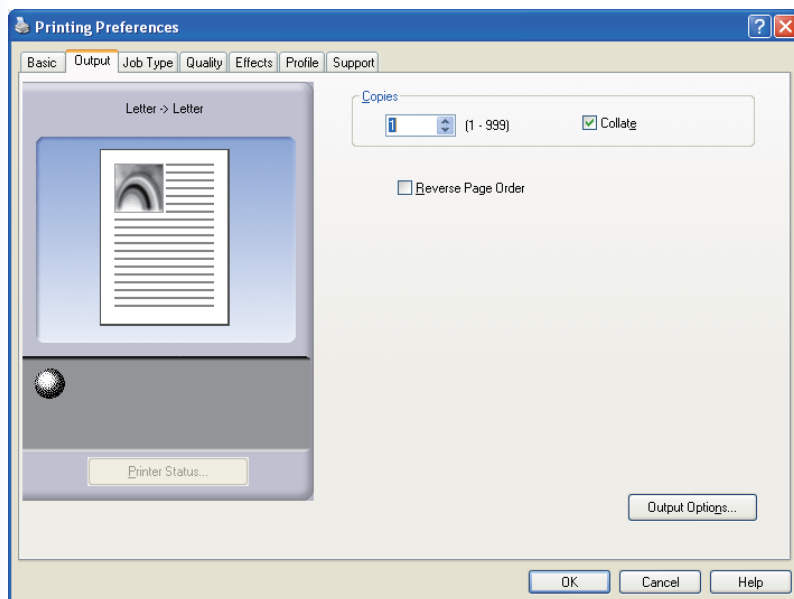 Printing Preferences
Basic Output Job Type Quality Effects Profile Support
Letter -> Letter
Copies
1 (1 - 999) Collate
Reverse Page Order
Printer Status...
Output Options...
OK Cancel Help